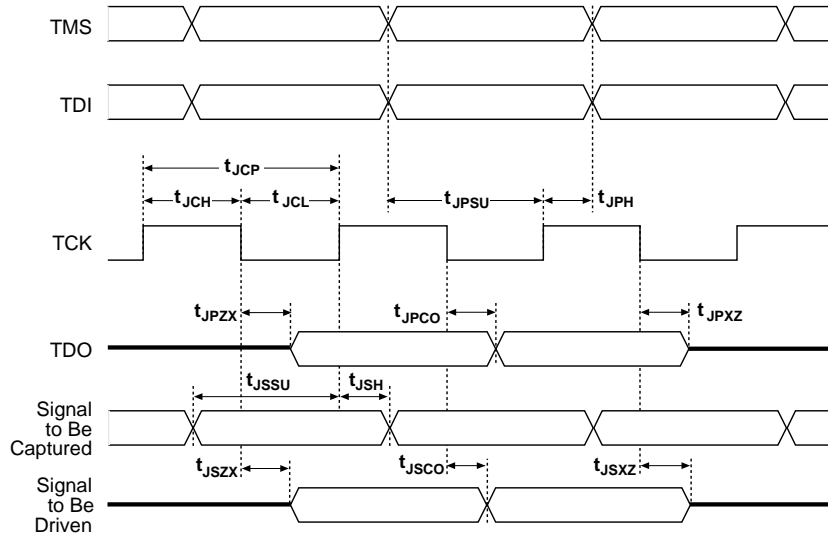 TMS
TDI
tJCP
tJCH
tJCL
tJPSU
tJPH
TCK
tJPZX
tJPCO
tJPXZ
TDO
tJSSU
tJSH
Signal
to Be
Captured
tJSZX
tJSCO
tJSXZ
Signal
to Be
Driven